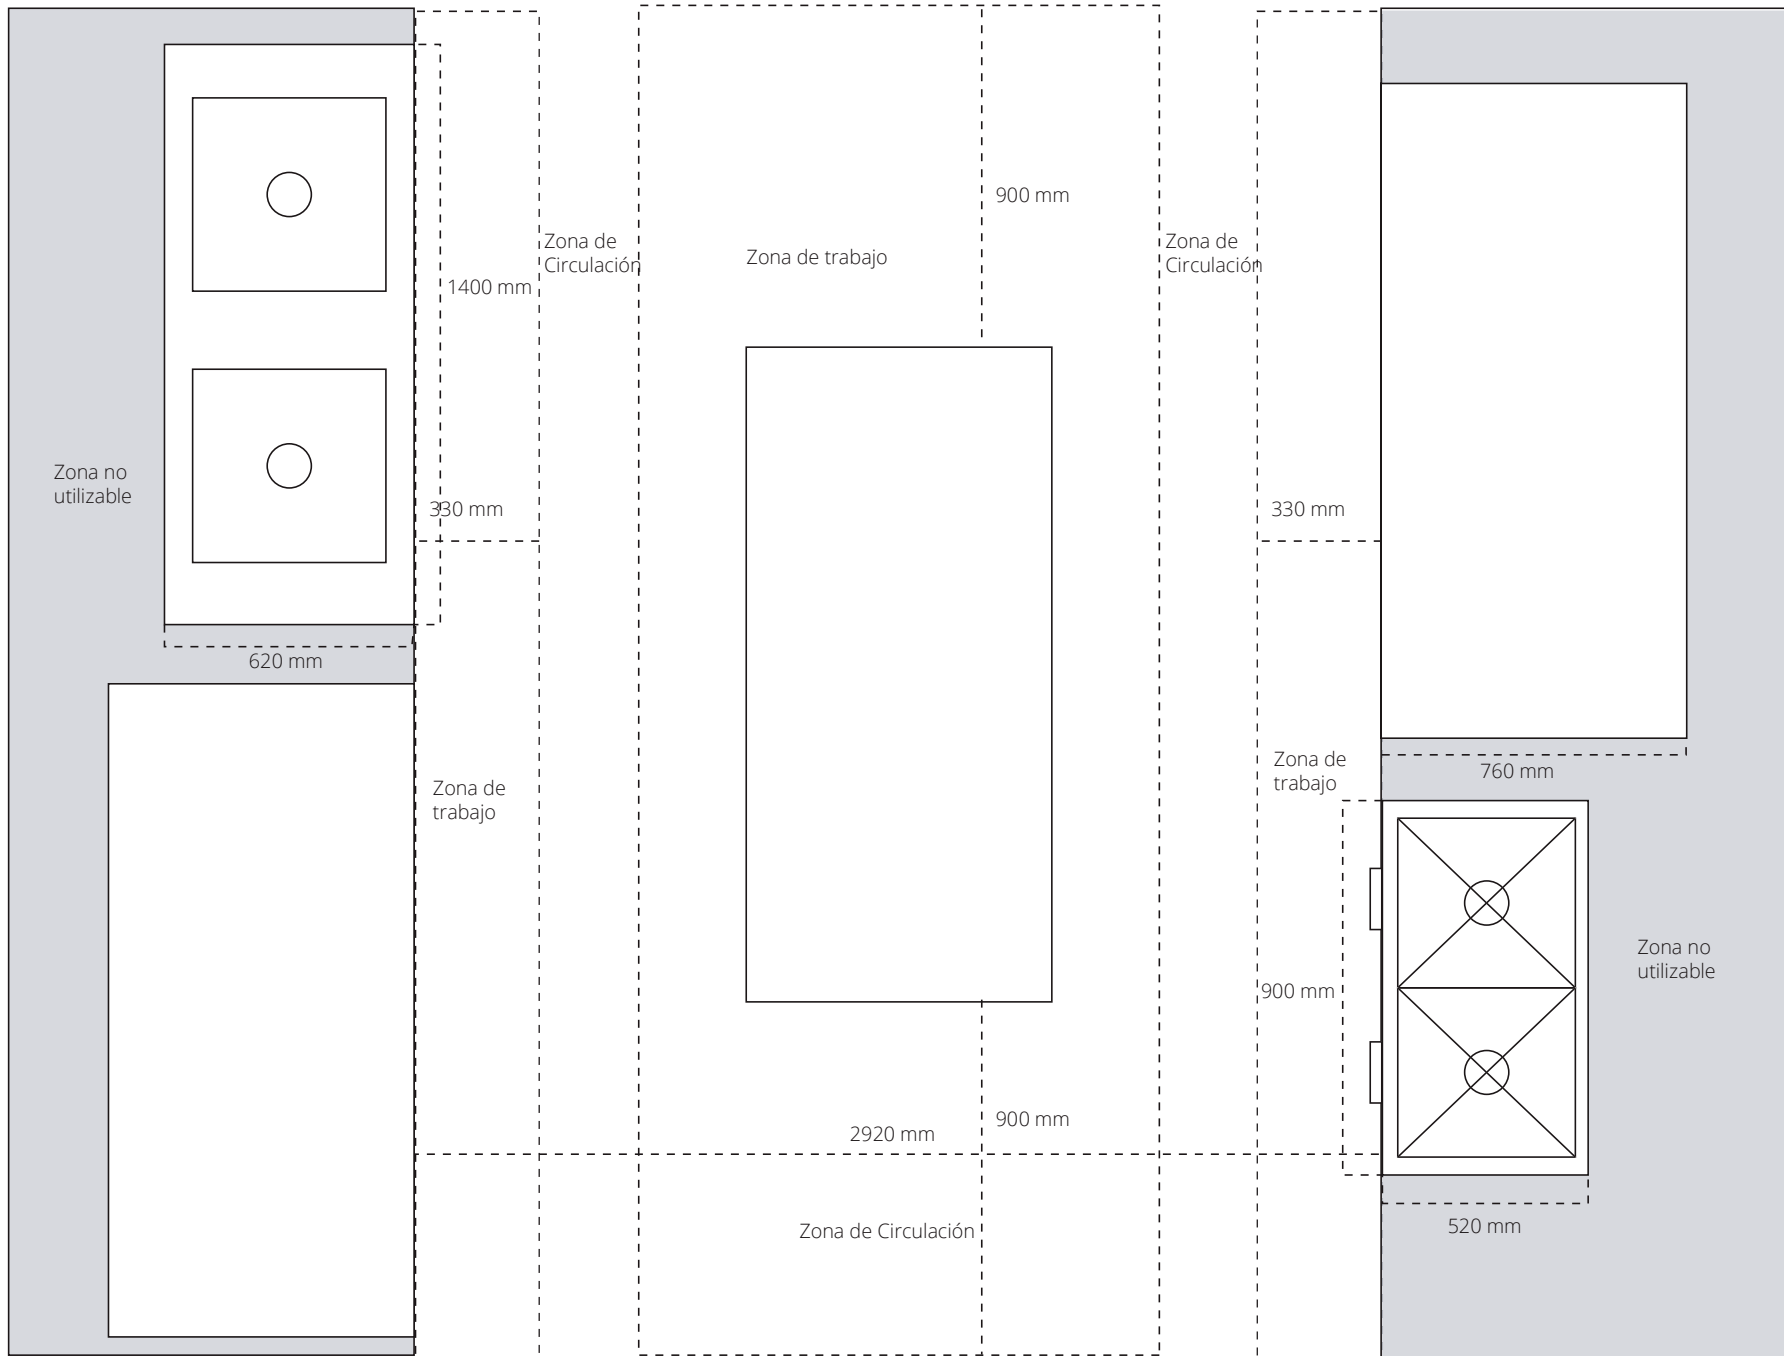 900 mm
Zona de
Circulación
Zona de trabajo
Zona de
Circulación
1400 mm
Zona no
utilizable
330 mm
330 mm
620 mm
Zona de
trabajo
Zona de
trabajo
760 mm
Zona no
utilizable
900 mm
900 mm
2920 mm
Zona de Circulación
520 mm